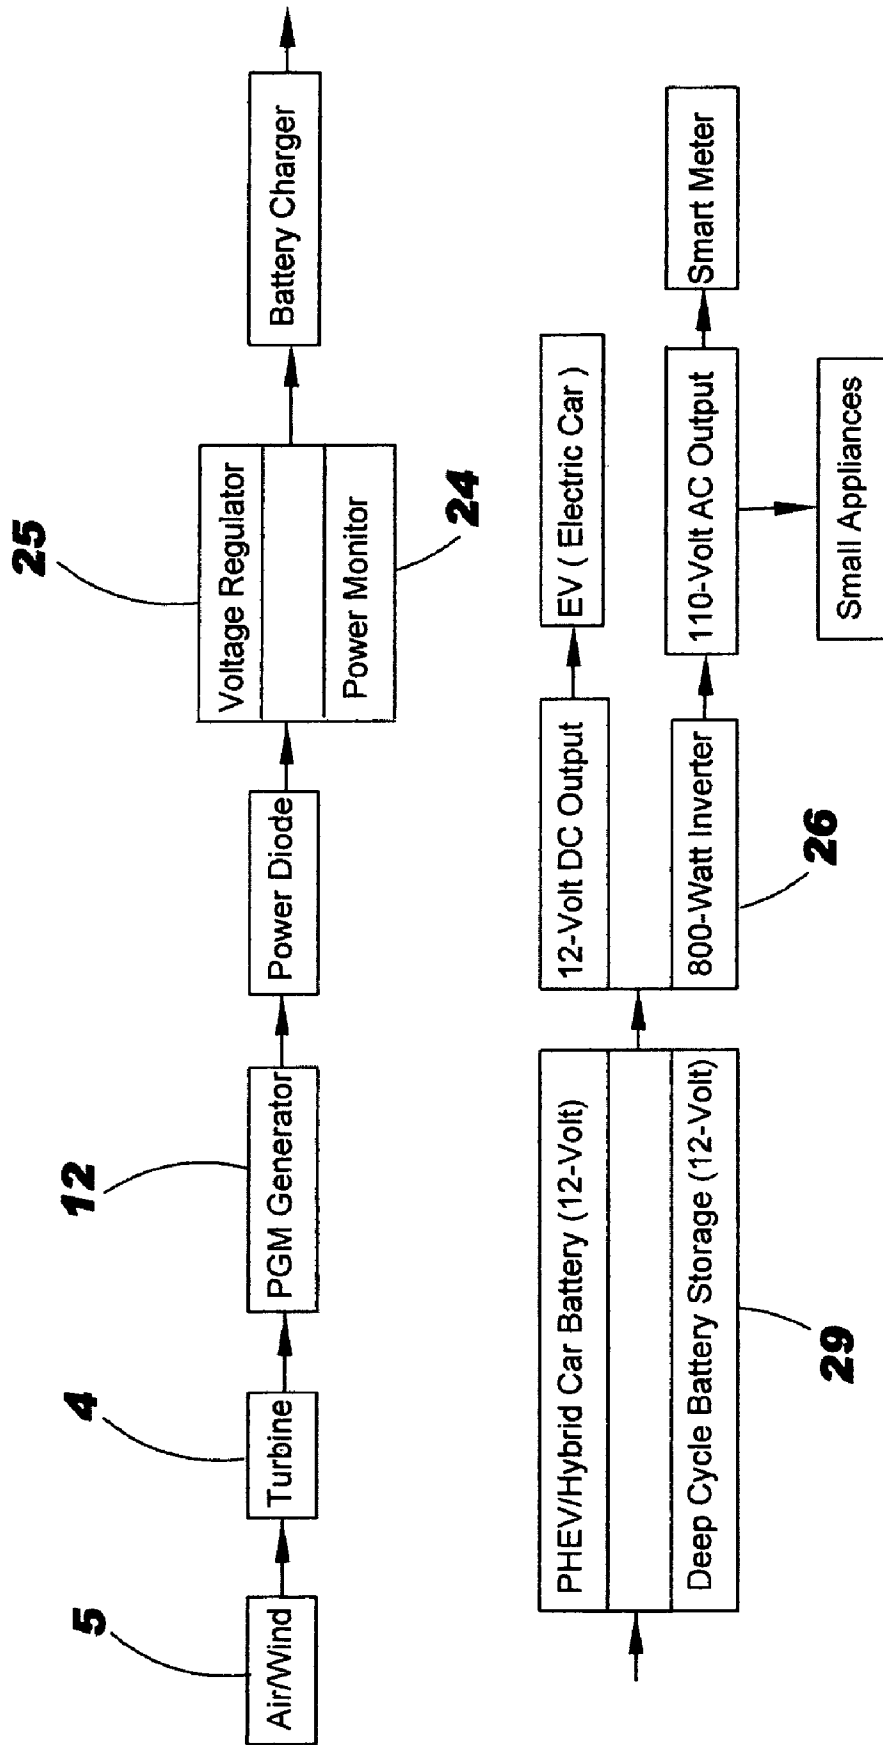 5
Air/Wind
4
Turbine
12
PGM Generator
Power Diode
25
Voltage Regulator
Power Monitor
24
Battery Charger
PHEV/Hybrid Car Battery (12-Volt)
Deep Cycle Battery Storage (12-Volt)
29
12-Volt DC Output
800-Watt Inverter
26
EV ( Electric Car )
110-Volt AC Output
Smart Meter
Small Appliances